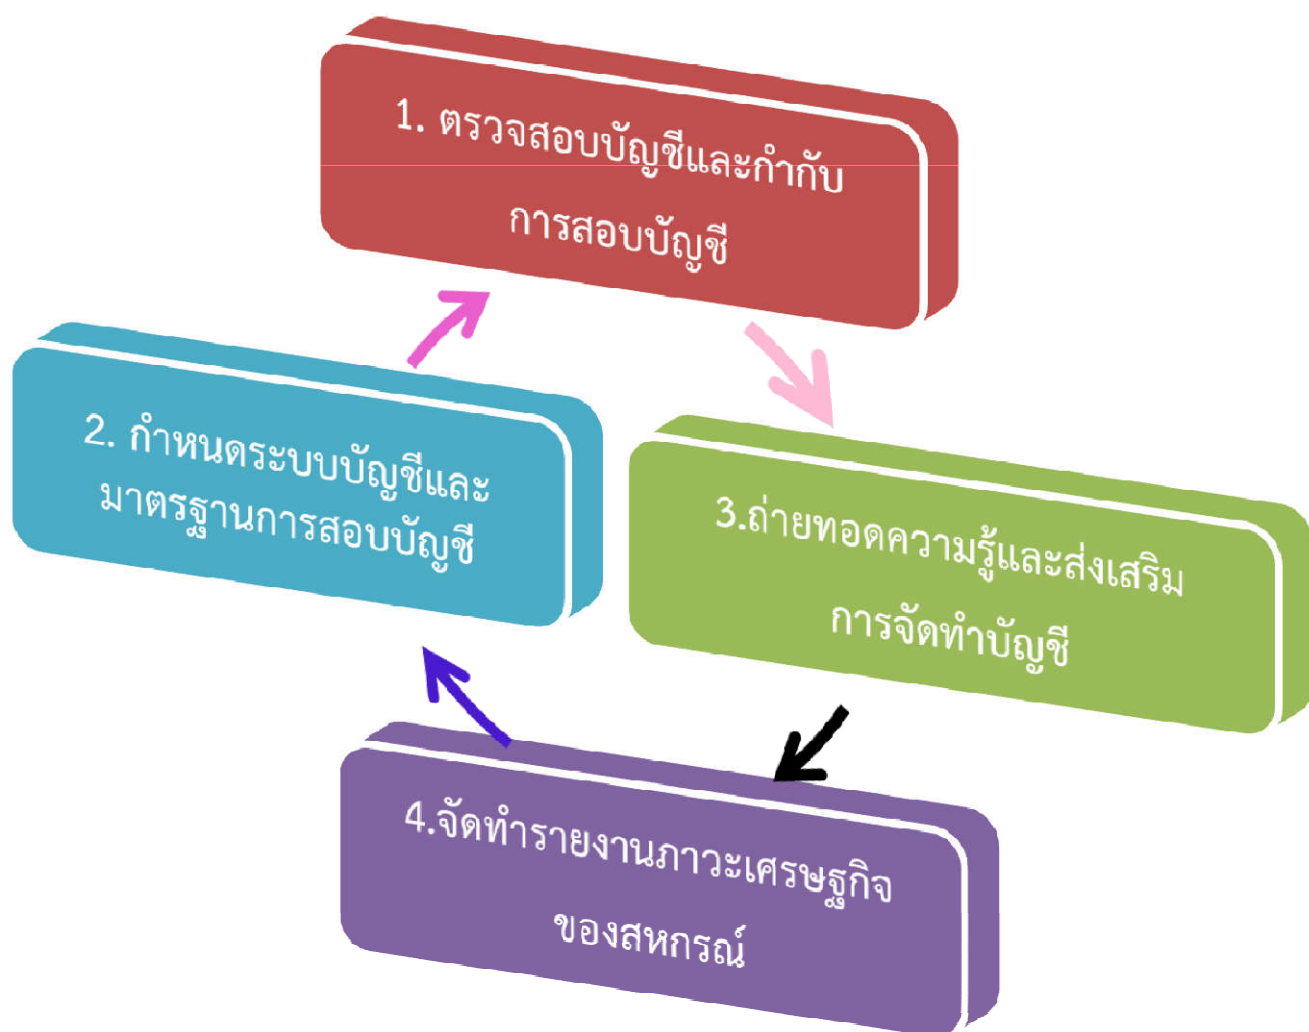 1. ตรวจสอบบัญชีและกำกับ
การสอบบัญชี
2. กำหนดระบบบัญชีและ
มาตรฐานการสอบบัญชี
3.ถ่ายทอดความรู้และส่งเสริม
การจัดทำบัญชี
4.จัดทำรายงานภาวะเศรษฐกิจ
ของสหกรณ์